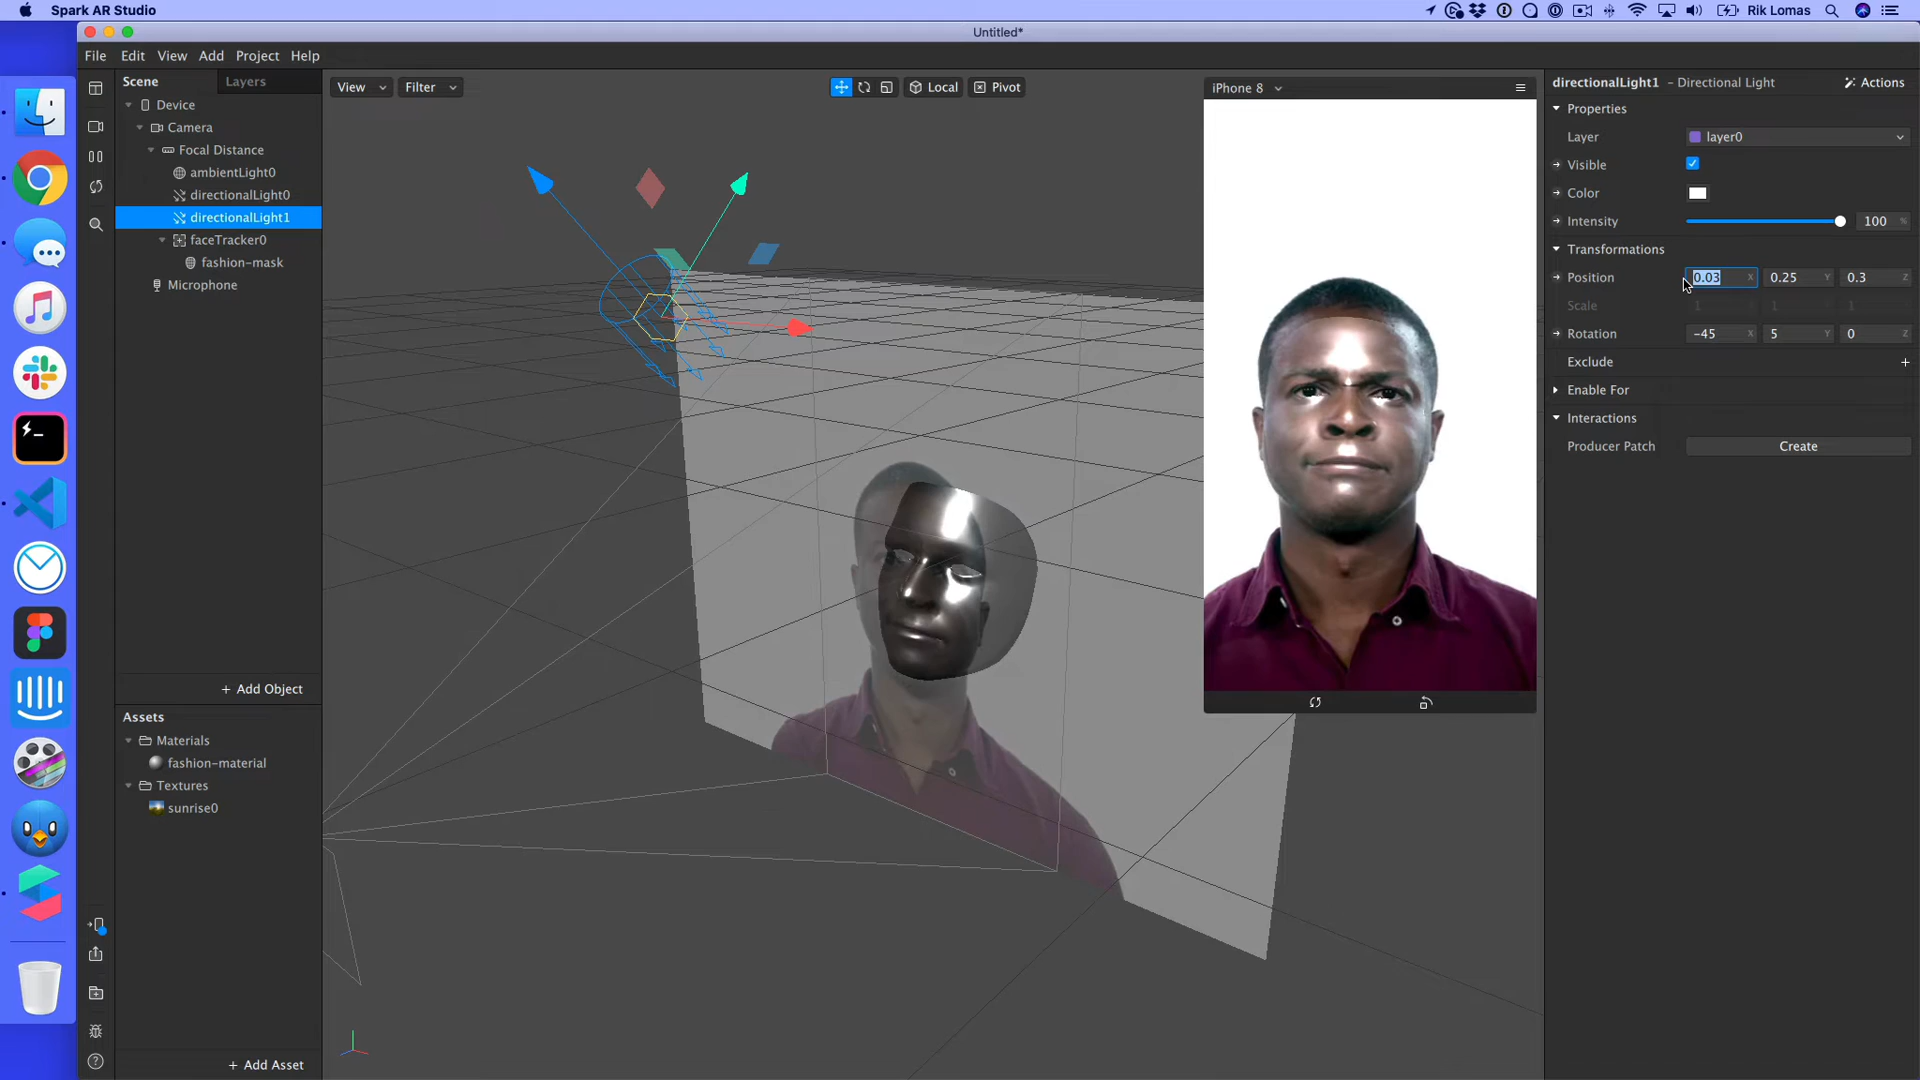 Spark AR Studio
Rik Lomas
Untitled*
File Edit View Add Project Help
Scene Layers
Device
Camera
Focal Distance
ambientLight0
directionalLight0
directionalLight1
faceTracker0
fashion-mask
Microphone
+ Add Object
Assets
Materials
fashion-material
Textures
sunrise0
+ Add Asset
View Filter
Local Pivot
iPhone 8
directionalLight1 – Directional Light Actions
Properties
Layer layer0
Visible
Color
Intensity 100 %
Transformations
Position 0.03 X 0.25 Y 0.3 Z
Scale 1 X 1 Y 1 Z
Rotation -45 X 5 Y 0 Z
Exclude +
Enable For
Interactions
Producer Patch Create